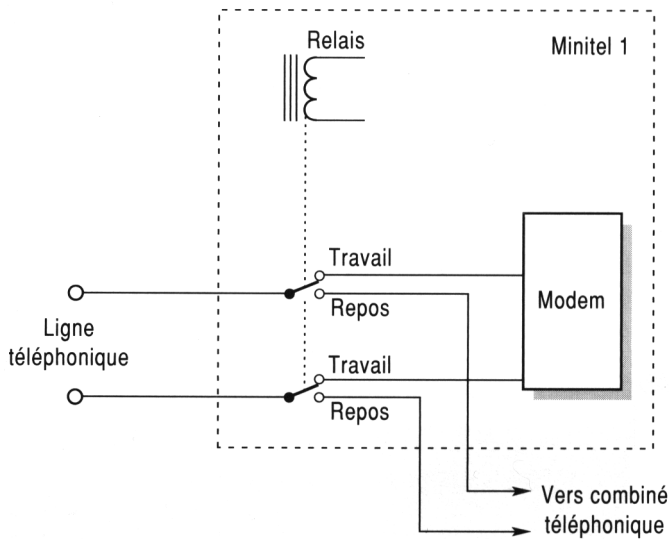 Relais
Minitel 1
Travail
Repos
Modem
Ligne
téléphonique
Travail
Repos
Vers combiné
téléphonique